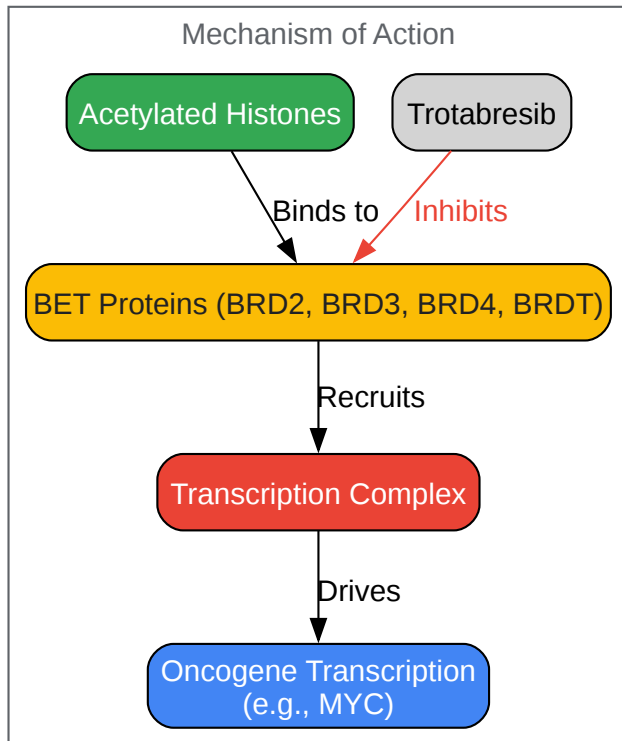 Mechanism of Action
Acetylated Histones
Trotabresib
Binds to
Inhibits
BET Proteins (BRD2, BRD3, BRD4, BRDT)
Recruits
Transcription Complex
Drives
Oncogene Transcription
(e.g., MYC)